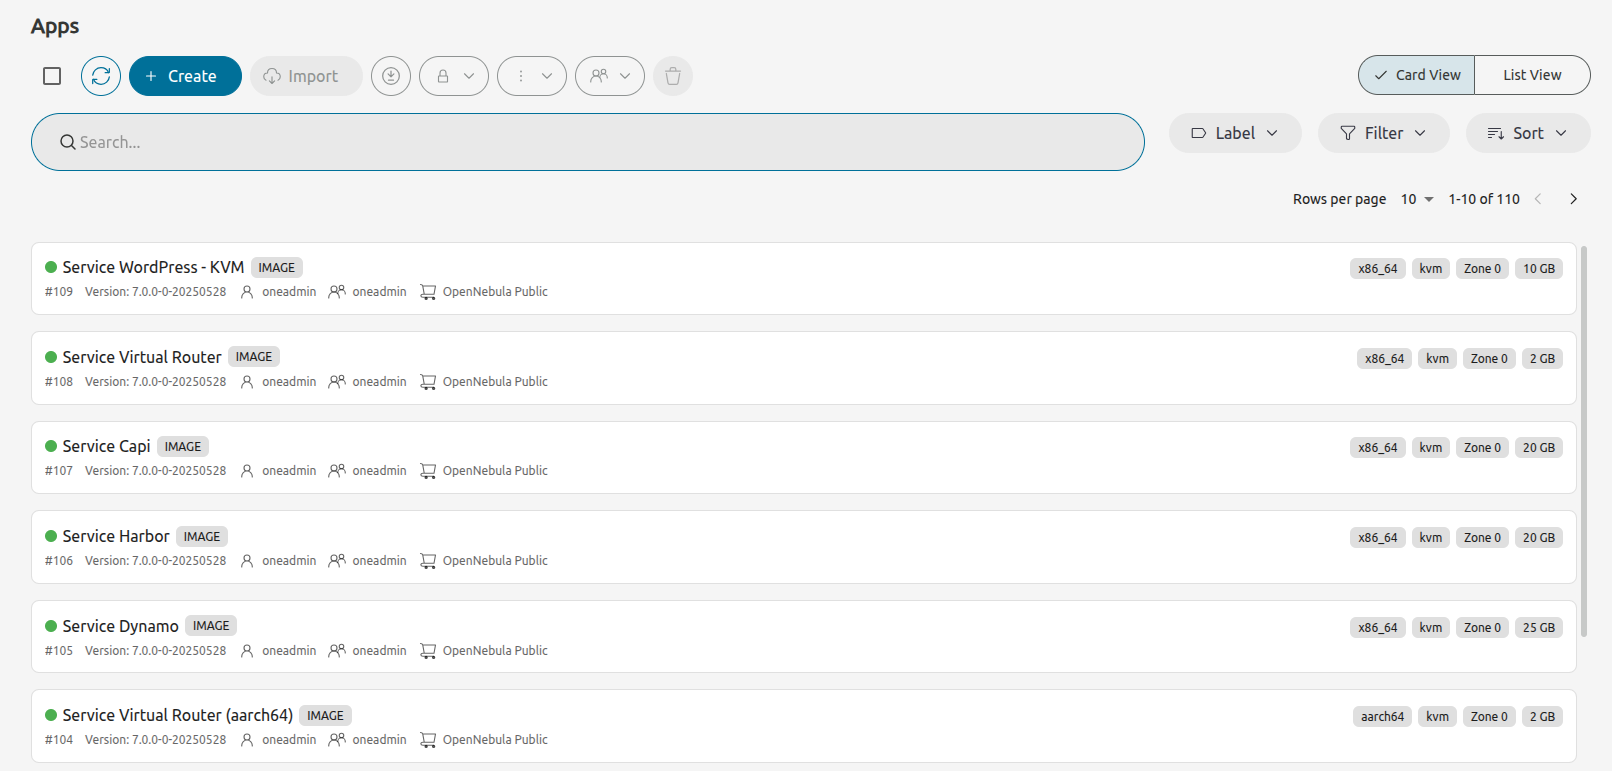 Apps
Create Import Card View List View
Search... Label Filter Sort
Rows per page 10 1-10 of 110
Service WordPress - KVM IMAGE x86_64 kvm Zone 0 10 GB
#109 Version: 7.0.0-0-20250528 oneadmin oneadmin OpenNebula Public
Service Virtual Router IMAGE x86_64 kvm Zone 0 2 GB
#108 Version: 7.0.0-0-20250528 oneadmin oneadmin OpenNebula Public
Service Capi IMAGE x86_64 kvm Zone 0 20 GB
#107 Version: 7.0.0-0-20250528 oneadmin oneadmin OpenNebula Public
Service Harbor IMAGE x86_64 kvm Zone 0 20 GB
#106 Version: 7.0.0-0-20250528 oneadmin oneadmin OpenNebula Public
Service Dynamo IMAGE x86_64 kvm Zone 0 25 GB
#105 Version: 7.0.0-0-20250528 oneadmin oneadmin OpenNebula Public
Service Virtual Router (aarch64) IMAGE aarch64 kvm Zone 0 2 GB
#104 Version: 7.0.0-0-20250528 oneadmin oneadmin OpenNebula Public